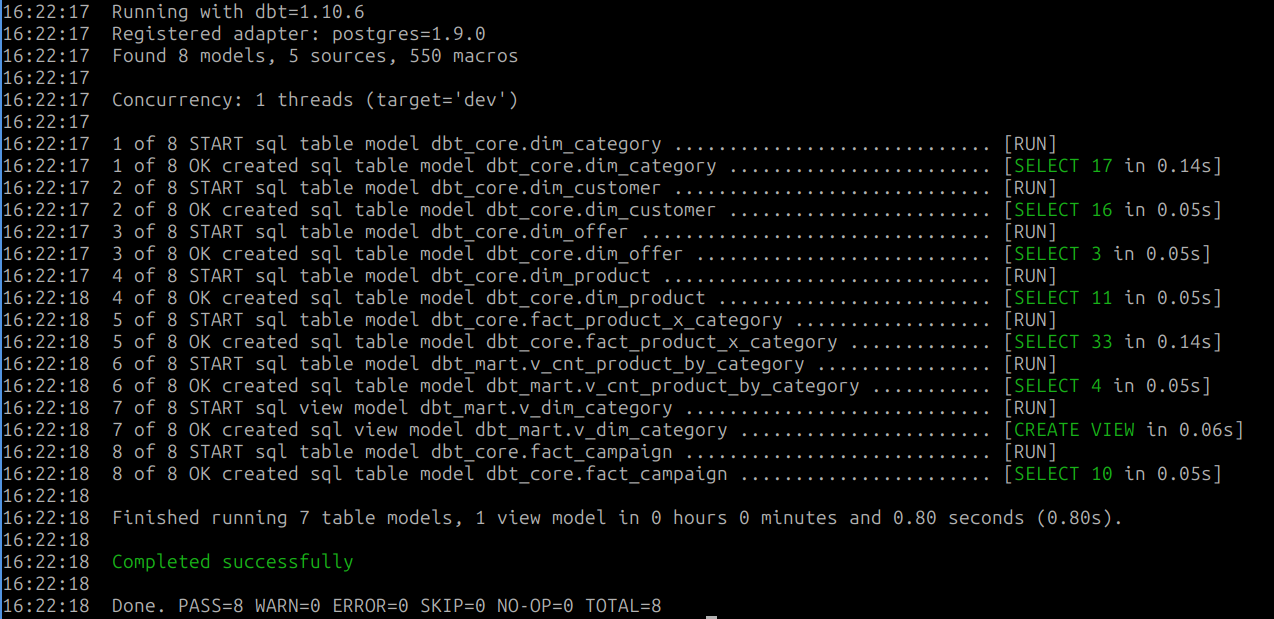 16:22:17  Running with dbt=1.10.6
16:22:17  Registered adapter: postgres=1.9.0
16:22:17  Found 8 models, 5 sources, 550 macros
16:22:17
16:22:17  Concurrency: 1 threads (target='dev')
16:22:17
16:22:17  1 of 8 START sql table model dbt_core.dim_category ............................. [RUN]
16:22:17  1 of 8 OK created sql table model dbt_core.dim_category ........................ [SELECT 17 in 0.14s]
16:22:17  2 of 8 START sql table model dbt_core.dim_customer ............................. [RUN]
16:22:17  2 of 8 OK created sql table model dbt_core.dim_customer ........................ [SELECT 16 in 0.05s]
16:22:17  3 of 8 START sql table model dbt_core.dim_offer ................................ [RUN]
16:22:17  3 of 8 OK created sql table model dbt_core.dim_offer ........................... [SELECT 3 in 0.05s]
16:22:17  4 of 8 START sql table model dbt_core.dim_product .............................. [RUN]
16:22:18  4 of 8 OK created sql table model dbt_core.dim_product ......................... [SELECT 11 in 0.05s]
16:22:18  5 of 8 START sql table model dbt_core.fact_product_x_category .................. [RUN]
16:22:18  5 of 8 OK created sql table model dbt_core.fact_product_x_category ............. [SELECT 33 in 0.14s]
16:22:18  6 of 8 START sql table model dbt_mart.v_cnt_product_by_category ................ [RUN]
16:22:18  6 of 8 OK created sql table model dbt_mart.v_cnt_product_by_category ........... [SELECT 4 in 0.05s]
16:22:18  7 of 8 START sql view model dbt_mart.v_dim_category ............................ [RUN]
16:22:18  7 of 8 OK created sql view model dbt_mart.v_dim_category ....................... [CREATE VIEW in 0.06s]
16:22:18  8 of 8 START sql table model dbt_core.fact_campaign ............................ [RUN]
16:22:18  8 of 8 OK created sql table model dbt_core.fact_campaign ....................... [SELECT 10 in 0.05s]
16:22:18
16:22:18  Finished running 7 table models, 1 view model in 0 hours 0 minutes and 0.80 seconds (0.80s).
16:22:18
16:22:18  Completed successfully
16:22:18
16:22:18  Done. PASS=8 WARN=0 ERROR=0 SKIP=0 NO-OP=0 TOTAL=8